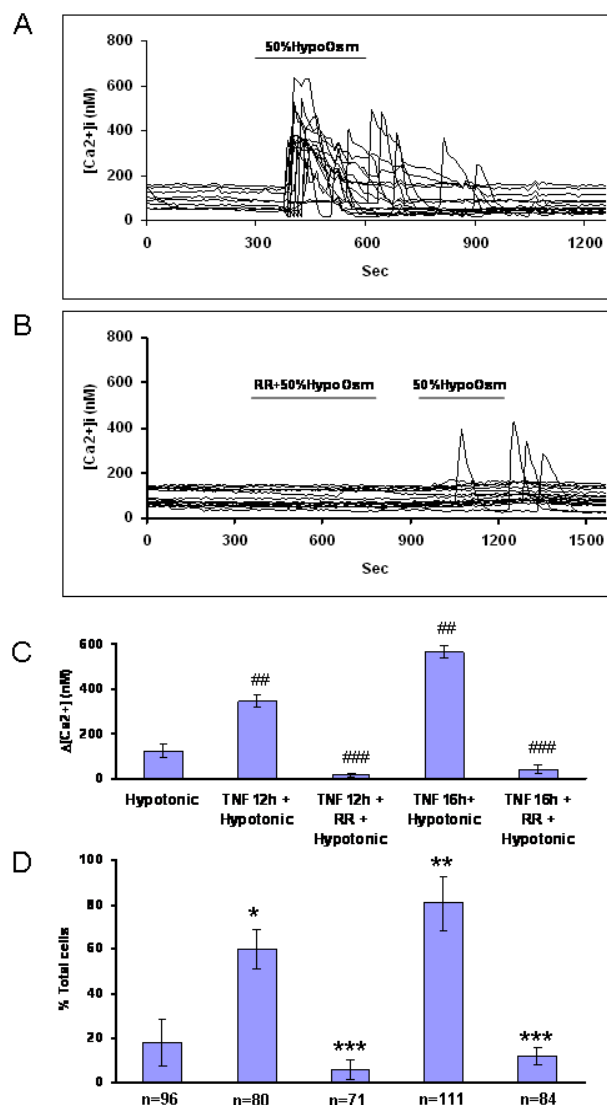 A
800
600
400
200
0
[Ca2+]i (nM)
50%HypoOsm
0 300 600 900 1200
Sec
B
800
600
400
200
0
[Ca2+]i (nM)
RR+50%HypoOsm 50%HypoOsm
0 300 600 900 1200 1500
Sec
C
600
400
200
0
Δ[Ca2+] (nM)
## ### ## ###
Hypotonic TNF 12h + TNF 12h + TNF 16h+ TNF 16h +
Hypotonic RR + Hypotonic RR +
Hypotonic Hypotonic
D
100
80
60
40
20
0
% Total cells
* *** ** ***
n=96 n=80 n=71 n=111 n=84